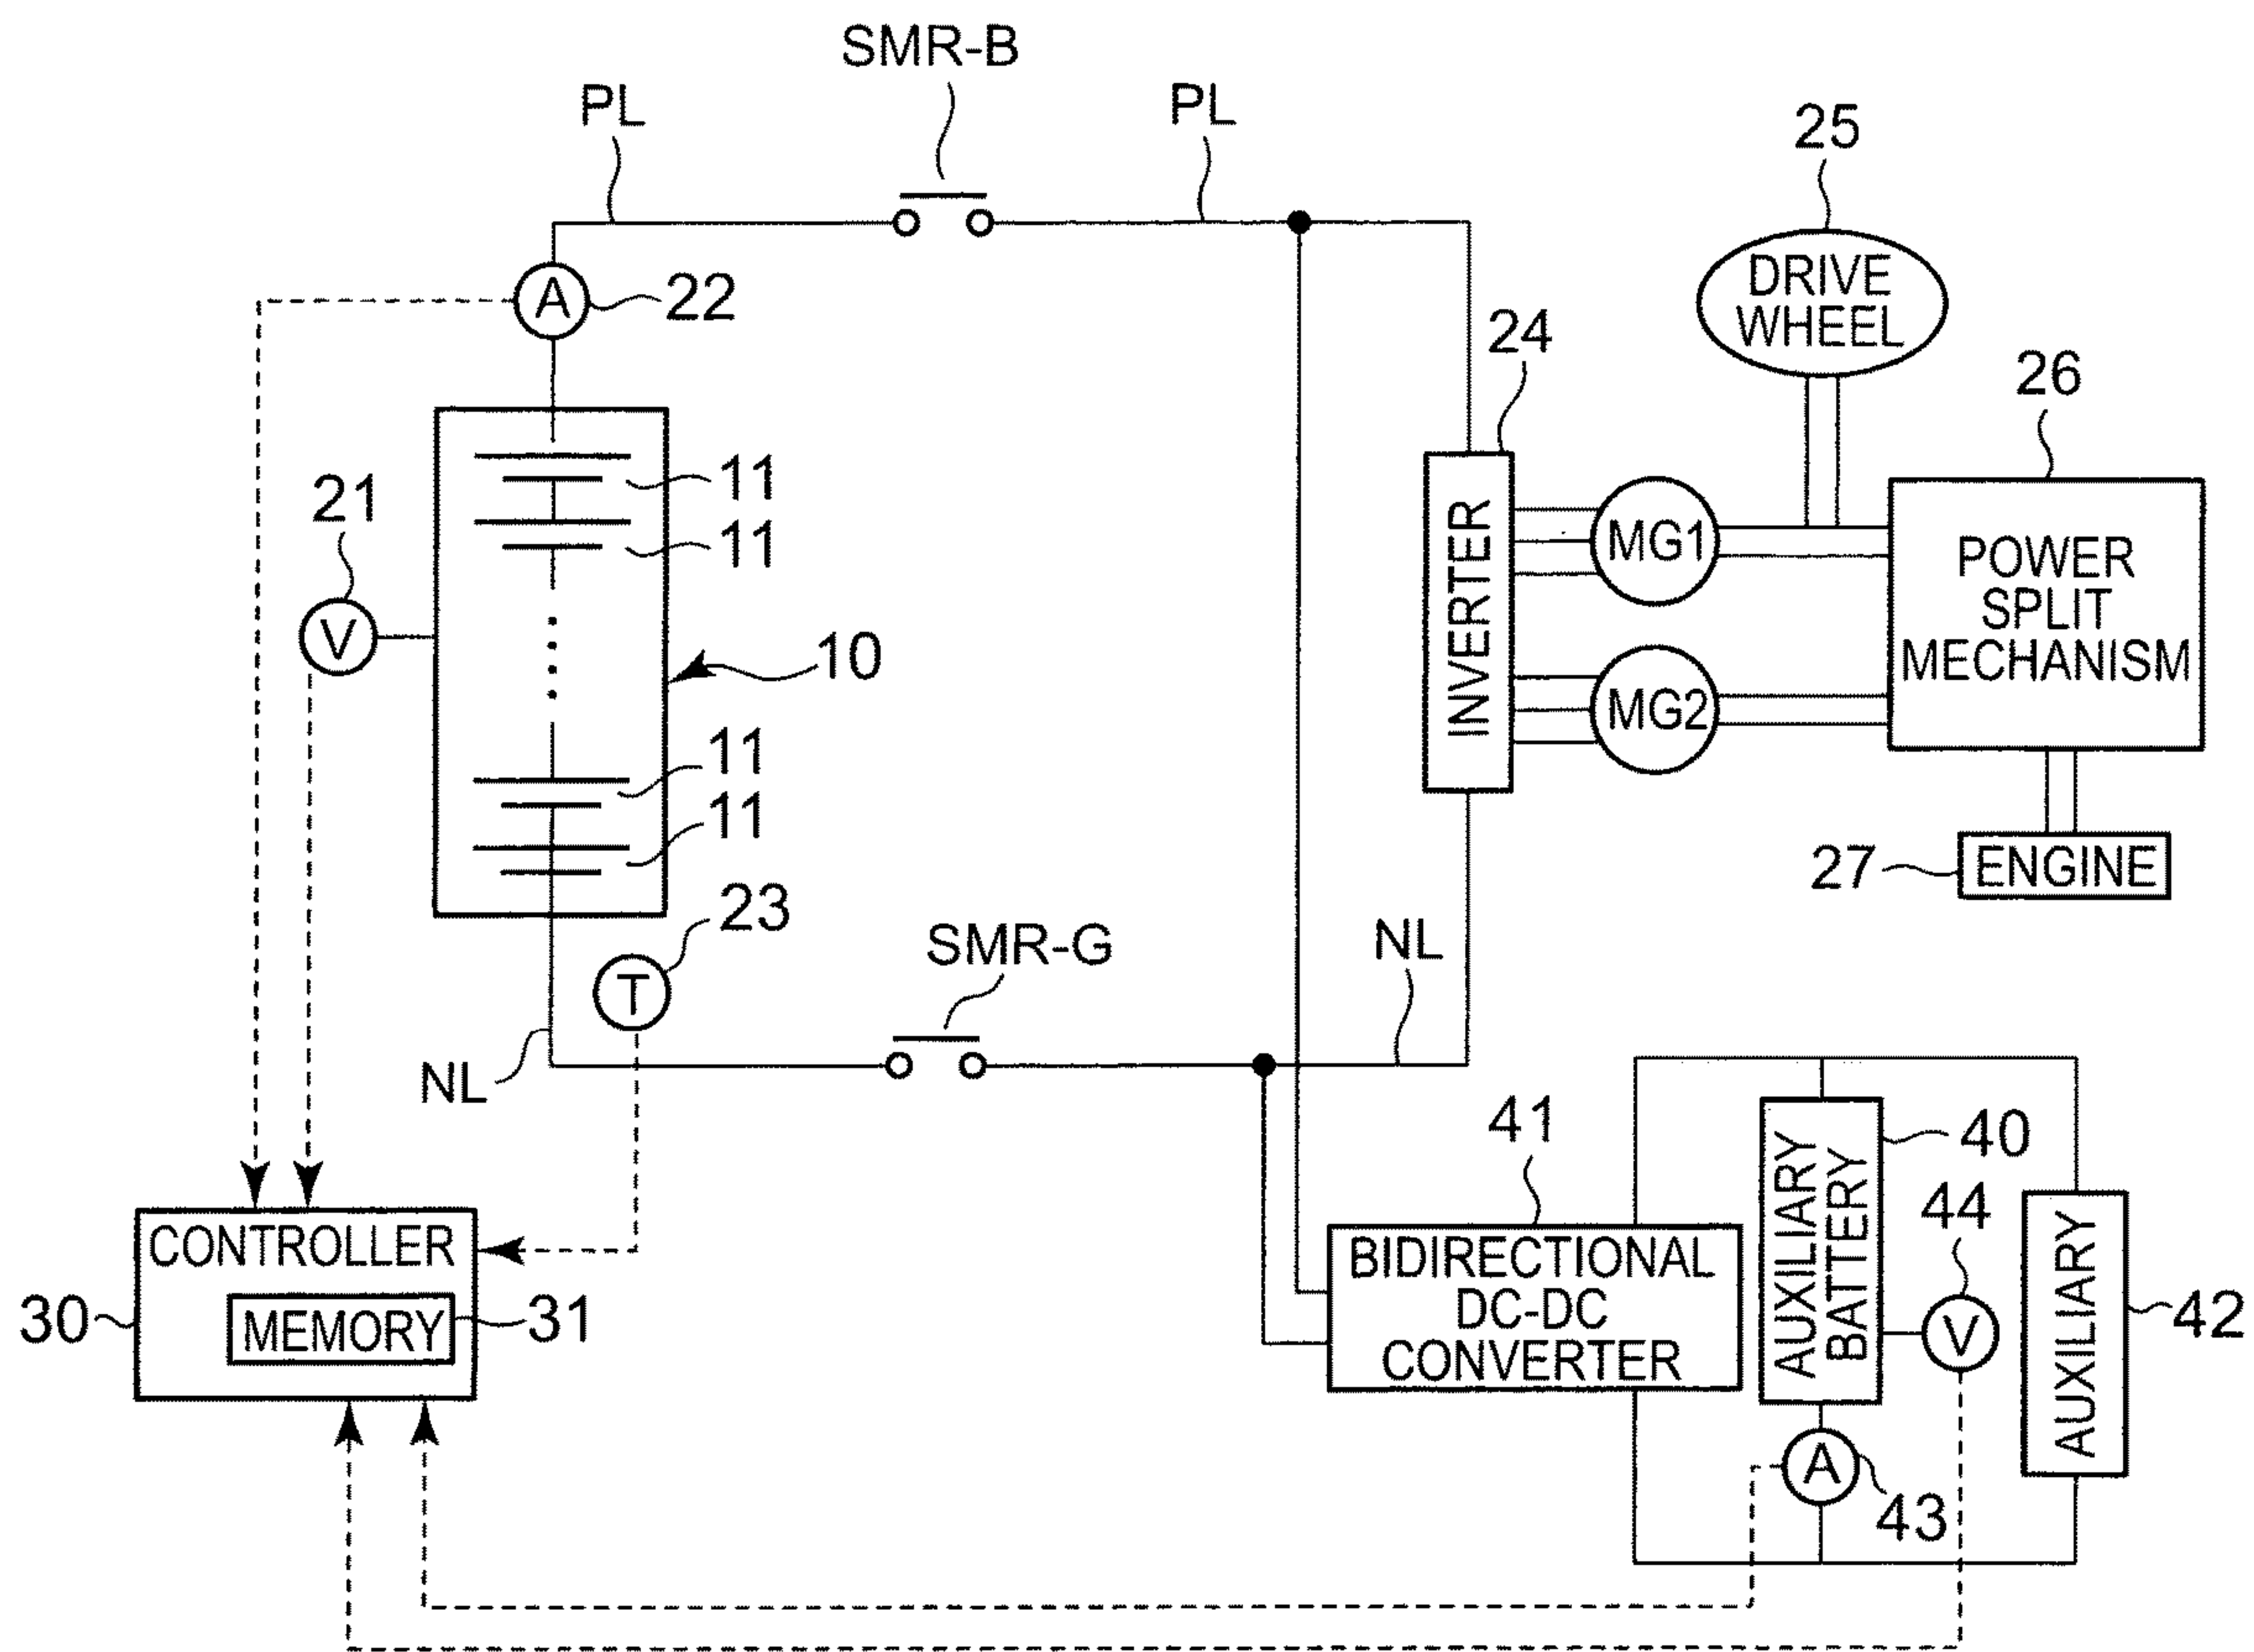 SMR-B
PL
PL
25
DRIVE
WHEEL
A
22
24
26
11
11
21
V
10
INVERTER
MG1
MG2
POWER
SPLIT
MECHANISM
11
11
27
ENGINE
23
T
SMR-G
NL
NL
41
40
44
AUXILIARY
BATTERY
V
AUXILIARY
42
CONTROLLER
30
MEMORY
31
BIDIRECTIONAL
DC-DC
CONVERTER
A
43